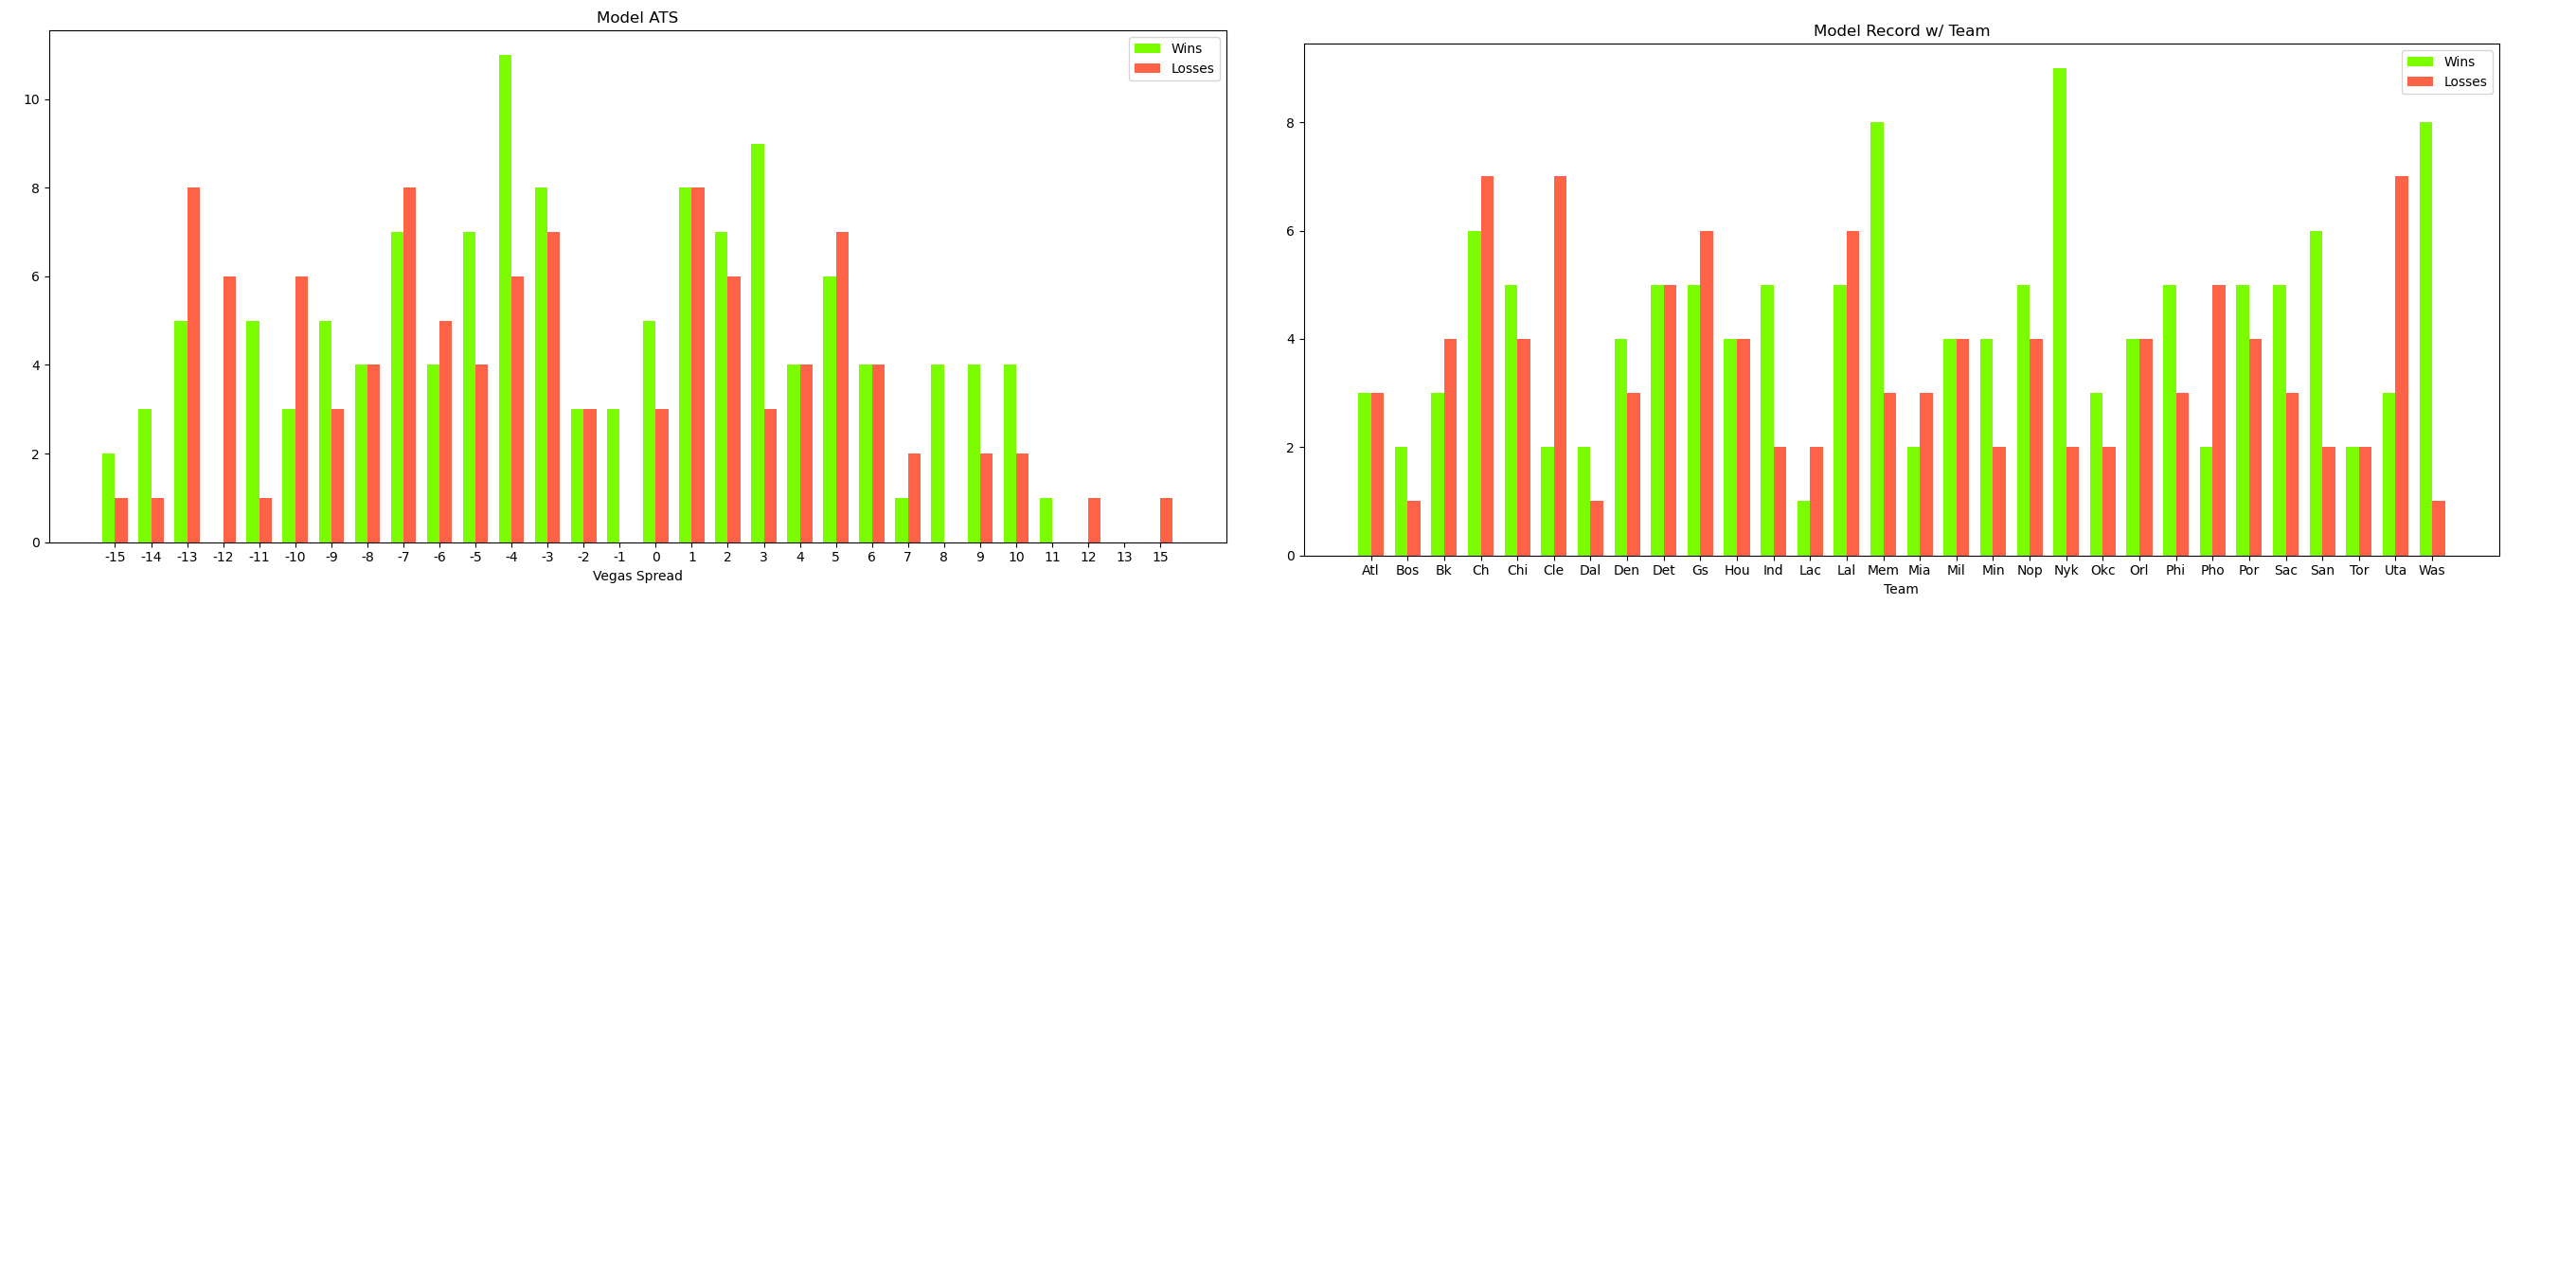 Model ATS
Wins
Losses
10
8
6
4
2
0
-15 -14 -13 -12 -11 -10 -9 -8 -7 -6 -5 -4 -3 -2 -1 0 1 2 3 4 5 6 7 8 9 10 11 12 13 15
Vegas Spread
Model Record w/ Team
Wins
Losses
8
6
4
2
0
Atl Bos Bk Ch Chi Cle Dal Den Det Gs Hou Ind Lac Lal Mem Mia Mil Min Nop Nyk Okc Orl Phi Pho Por Sac San Tor Uta Was
Team